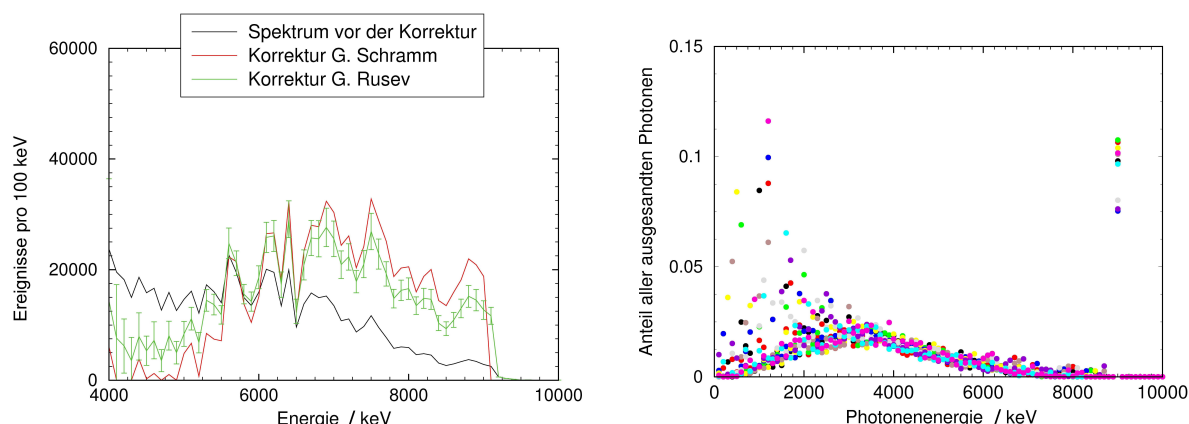 Spektrum vor der Korrektur
Korrektur G. Schramm
Korrektur G. Rusev
60000
40000
20000
0
Ereignisse pro 100 keV
4000 6000 8000 10000
Energie / keV
0.15
0.1
0.05
0
Anteil aller ausgesandten Photonen
0 2000 4000 6000 8000 10000
Photonenenergie / keV